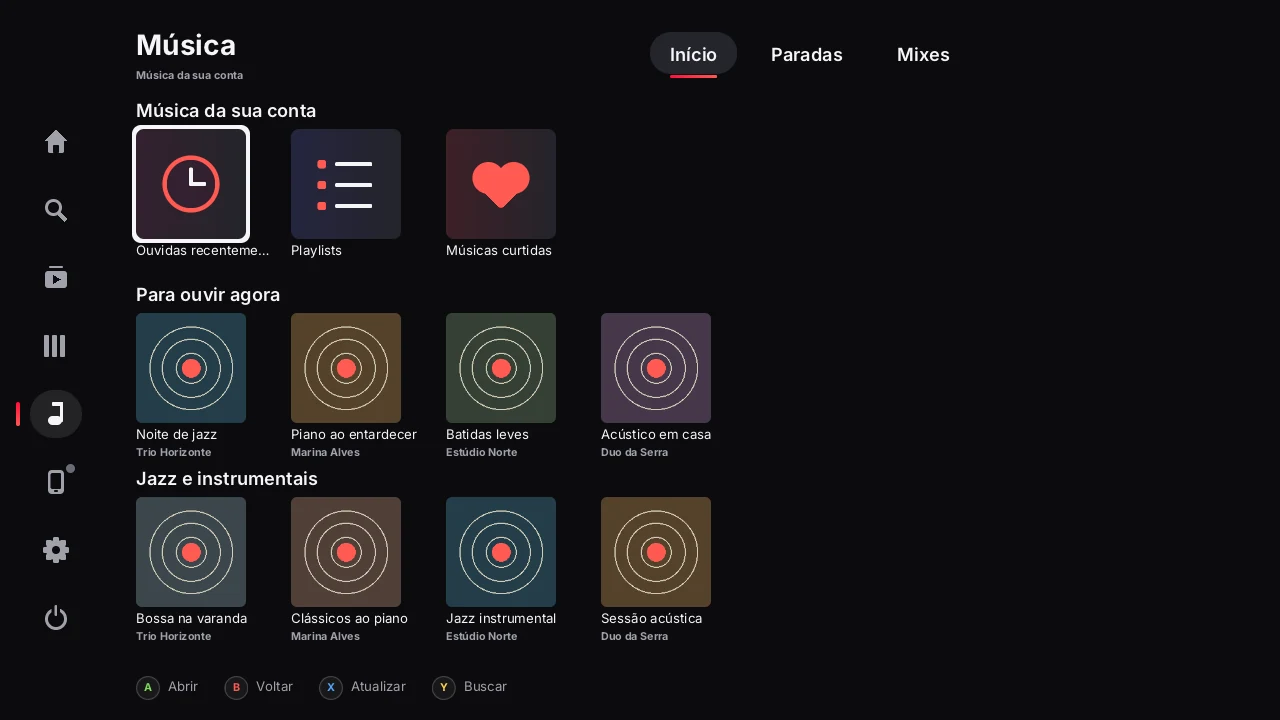 Música
Música da sua conta
Início Paradas Mixes
Música da sua conta
Ouvidas recenteme... Playlists Músicas curtidas
Para ouvir agora
Noite de jazz Piano ao entardecer Batidas leves Acústico em casa
Trio Horizonte Marina Alves Estúdio Norte Duo da Serra
Jazz e instrumentais
Bossa na varanda Clássicos ao piano Jazz instrumental Sessão acústica
Trio Horizonte Marina Alves Estúdio Norte Duo da Serra
A Abrir B Voltar X Atualizar Y Buscar